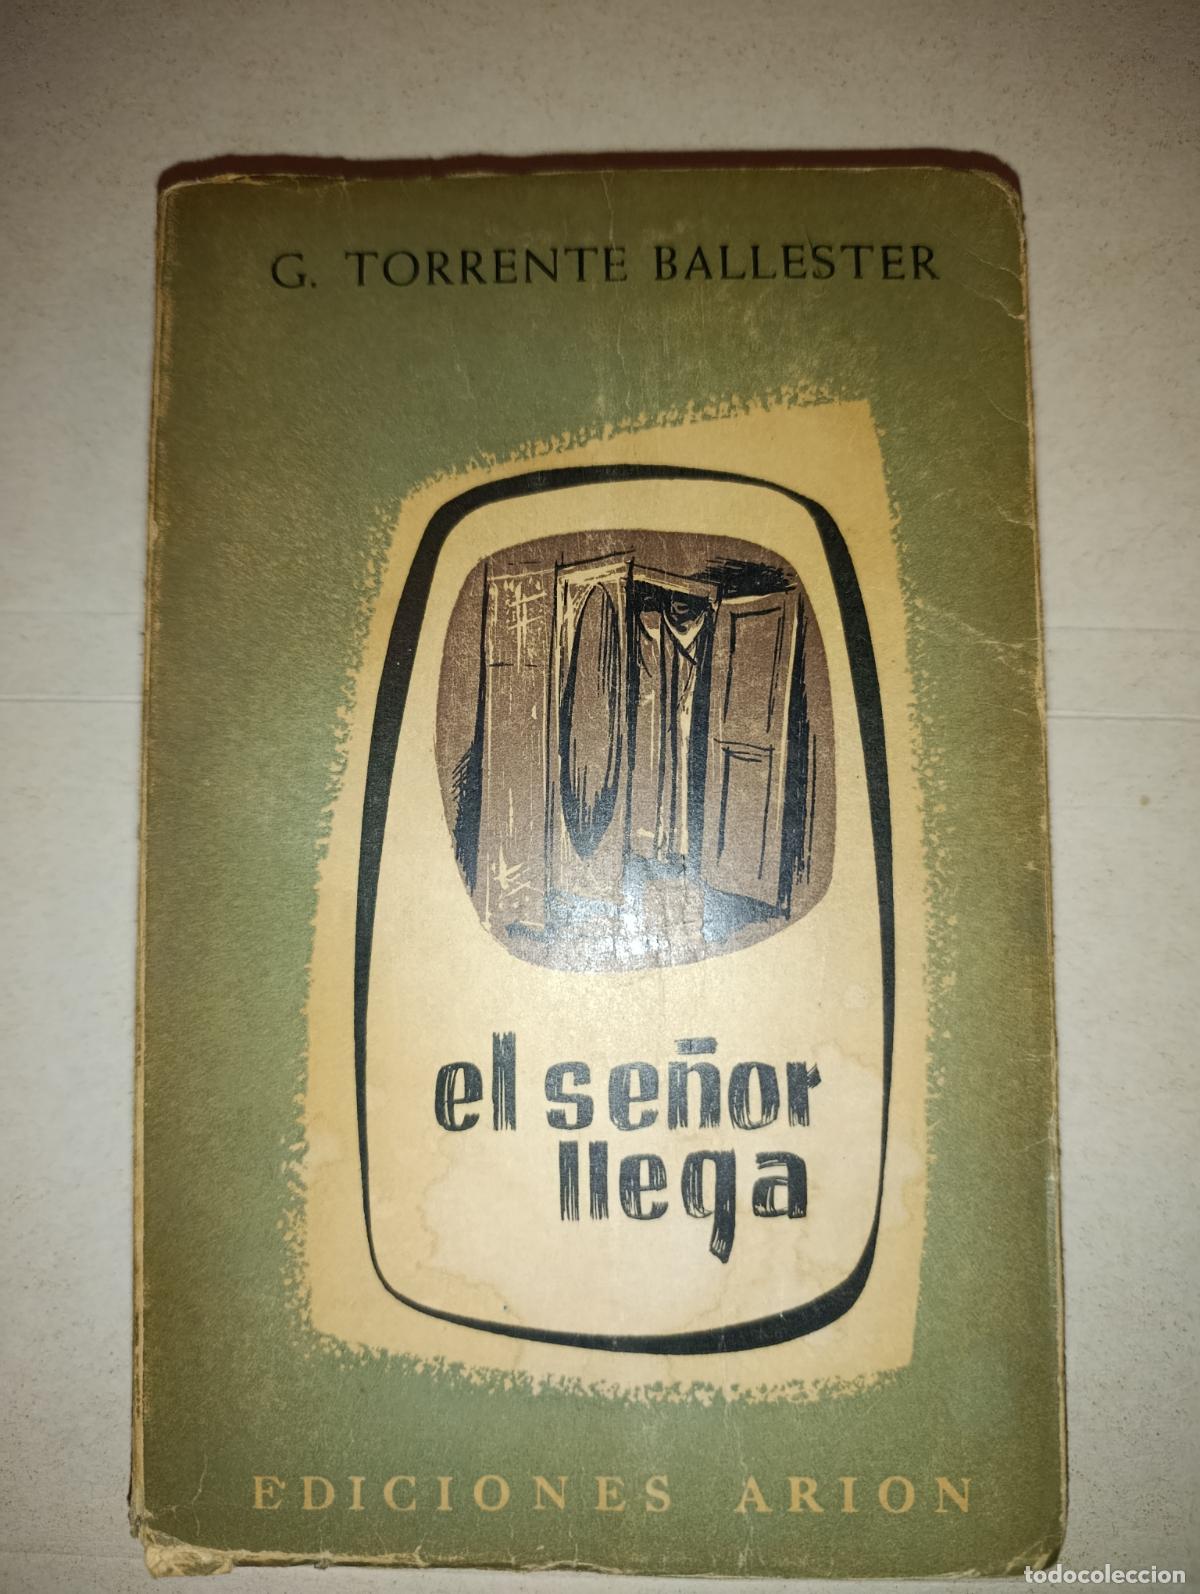 G. TORRENTE BALLESTER
el señor
llega
EDICIONES ARION
todocoleccion